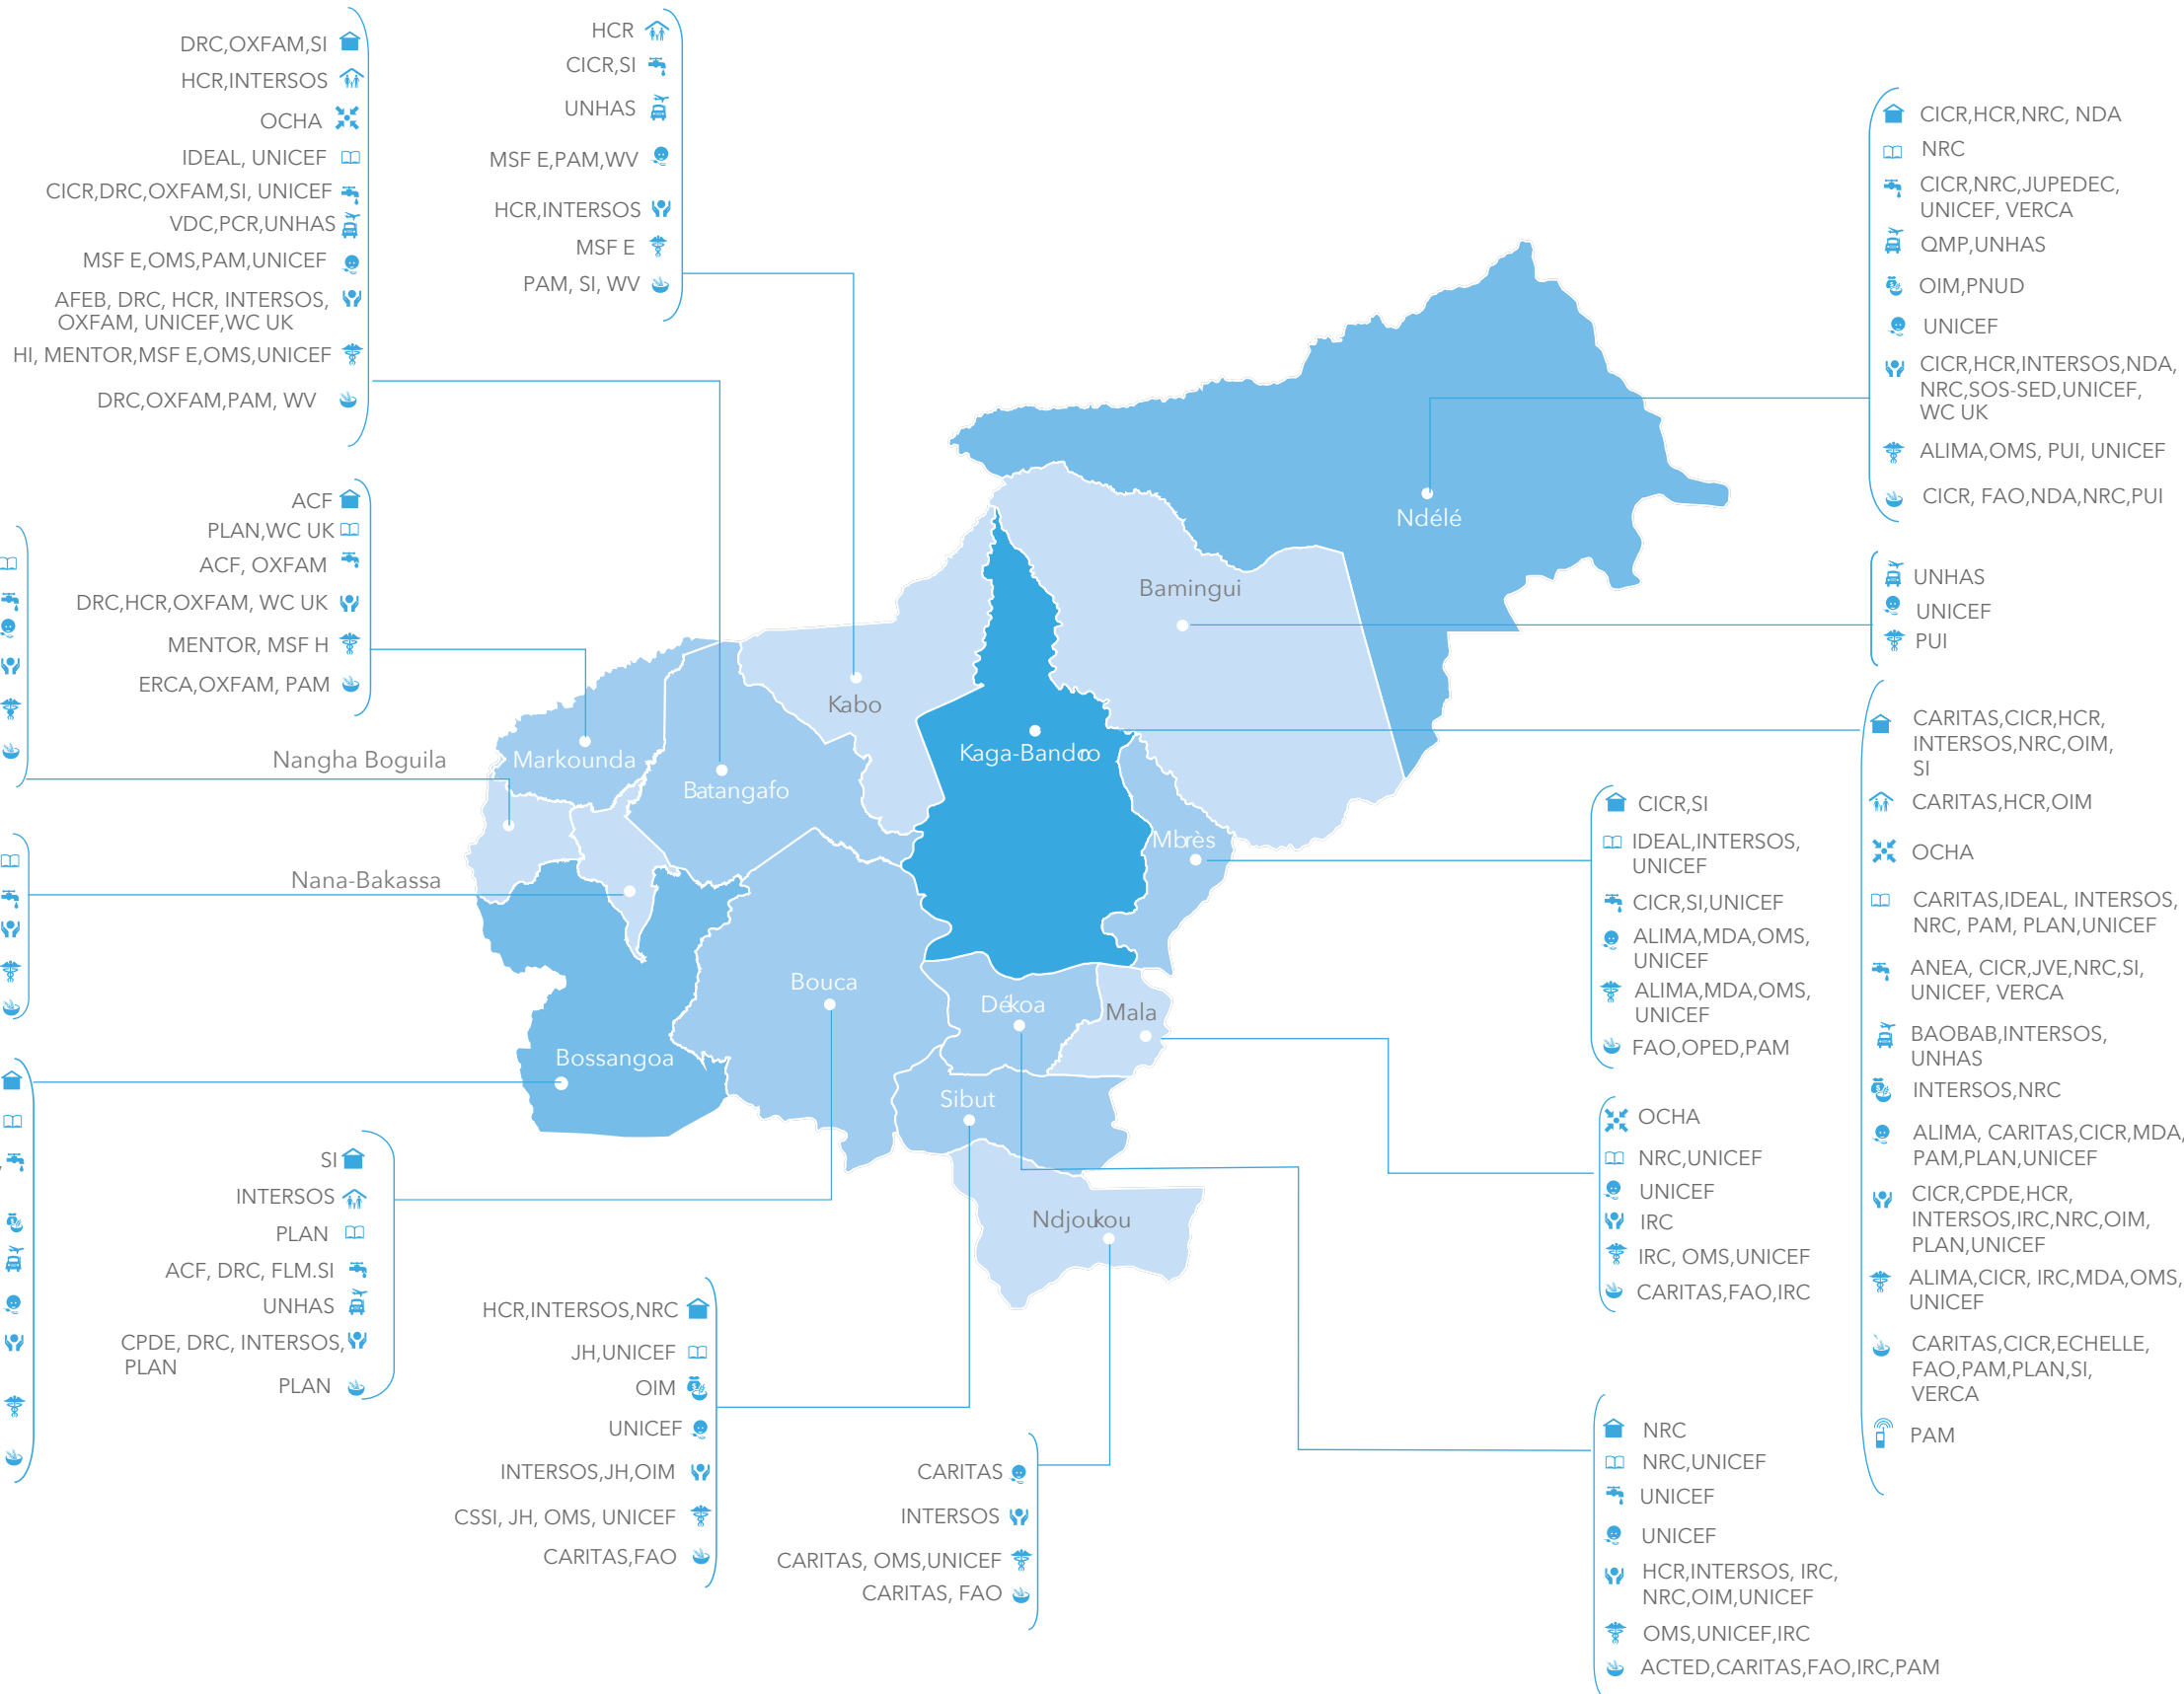 DRC,OXFAM,SI
HCR,INTERSOS
OCHA
IDEAL, UNICEF
CICR,DRC,OXFAM,SI, UNICEF
VDC,PCR,UNHAS
MSF E,OMS,PAM,UNICEF
AFEB, DRC, HCR, INTERSOS,
OXFAM, UNICEF,WC UK
HI, MENTOR,MSF E,OMS,UNICEF
DRC,OXFAM,PAM, WV
HCR
CICR,SI
UNHAS
MSF E,PAM,WV
HCR,INTERSOS
MSF E
PAM, SI, WV
CICR,HCR,NRC, NDA
NRC
CICR,NRC,JUPEDEC,
UNICEF, VERCA
QMP,UNHAS
OIM,PNUD
UNICEF
CICR,HCR,INTERSOS,NDA,
NRC,SOS-SED,UNICEF,
WC UK
ALIMA,OMS, PUI, UNICEF
CICR, FAO,NDA,NRC,PUI
ACF
PLAN,WC UK
ACF, OXFAM
DRC,HCR,OXFAM, WC UK
MENTOR, MSF H
ERCA,OXFAM, PAM
UNHAS
UNICEF
PUI
Ndélé
Bamingui
Kabo
Kaga-Bandoro
Markounda
Nangha Boguila
Batangafo
Mbrès
Nana-Bakassa
Bouca
Dékoa
Mala
Bossangoa
Sibut
Ndjoukou
CARITAS,CICR,HCR,
INTERSOS,NRC,OIM,
SI
CARITAS,HCR,OIM
OCHA
CARITAS,IDEAL, INTERSOS,
NRC, PAM, PLAN,UNICEF
ANEA, CICR,JVE,NRC,SI,
UNICEF, VERCA
BAOBAB,INTERSOS,
UNHAS
INTERSOS,NRC
ALIMA, CARITAS,CICR,MDA,
PAM,PLAN,UNICEF
CICR,CPDE,HCR,
INTERSOS,IRC,NRC,OIM,
PLAN,UNICEF
ALIMA,CICR, IRC,MDA,OMS,
UNICEF
CARITAS,CICR,ECHELLE,
FAO,PAM,PLAN,SI,
VERCA
PAM
CICR,SI
IDEAL,INTERSOS,
UNICEF
CICR,SI,UNICEF
ALIMA,MDA,OMS,
UNICEF
ALIMA,MDA,OMS,
UNICEF
FAO,OPED,PAM
OCHA
NRC,UNICEF
UNICEF
IRC
IRC, OMS,UNICEF
CARITAS,FAO,IRC
SI
INTERSOS
PLAN
ACF, DRC, FLM.SI
UNHAS
CPDE, DRC, INTERSOS,
PLAN
PLAN
HCR,INTERSOS,NRC
JH,UNICEF
OIM
UNICEF
INTERSOS,JH,OIM
CSSI, JH, OMS, UNICEF
CARITAS,FAO
CARITAS
INTERSOS
CARITAS, OMS,UNICEF
CARITAS, FAO
NRC
NRC,UNICEF
UNICEF
UNICEF
HCR,INTERSOS, IRC,
NRC,OIM,UNICEF
OMS,UNICEF,IRC
ACTED,CARITAS,FAO,IRC,PAM